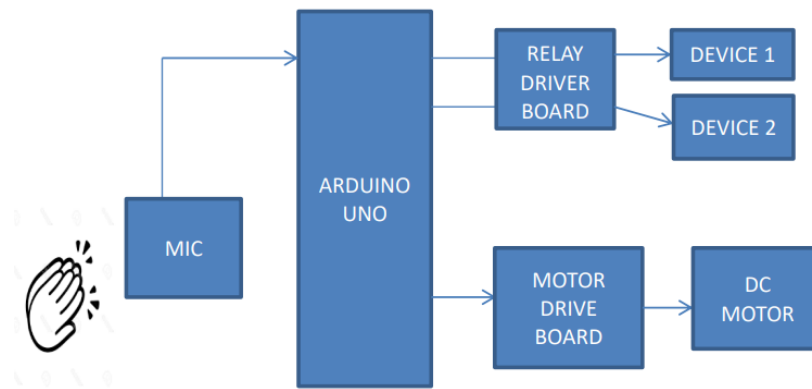 MIC
ARDUINO
UNO
RELAY
DRIVER
BOARD
DEVICE 1
DEVICE 2
MOTOR
DRIVE
BOARD
DC
MOTOR